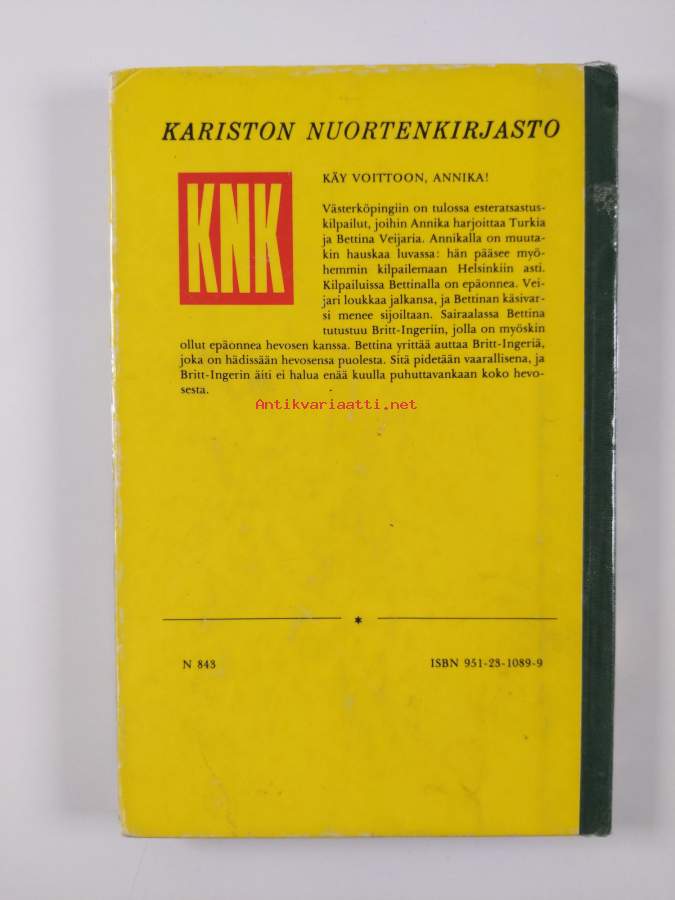 KARISTON NUORTENKIRJASTO
KNK
KÄY VOITTOON, ANNIKA!
Västerköpingiin on tulossa esteratsastus-
kilpailut, joihin Annika harjoittaa Turkia
ja Bettina Veijaria. Annikalla on muuta-
kin hauskaa luvassa: hän pääsee myö-
hemmin kilpailemaan Helsinkiin asti.
Kilpailuissa Bettinalla on epäonnea. Vei-
jari loukkaa jalkansa, ja Bettinan käsivar-
si menee sijoiltaan. Sairaalassa Bettina
tutustuu Britt-Ingeriin, jolla on myöskin
ollut epäonnea hevosen kanssa. Bettina yrittää auttaa Britt-Ingeriä,
joka on hädissään hevosensa puolesta. Sitä pidetään vaarallisena, ja
Britt-Ingerin äiti ei halua enää kuulla puhuttavankaan koko hevo-
sesta.
Antikvariaatti.net
*
N 843
ISBN 951-23-1089-9